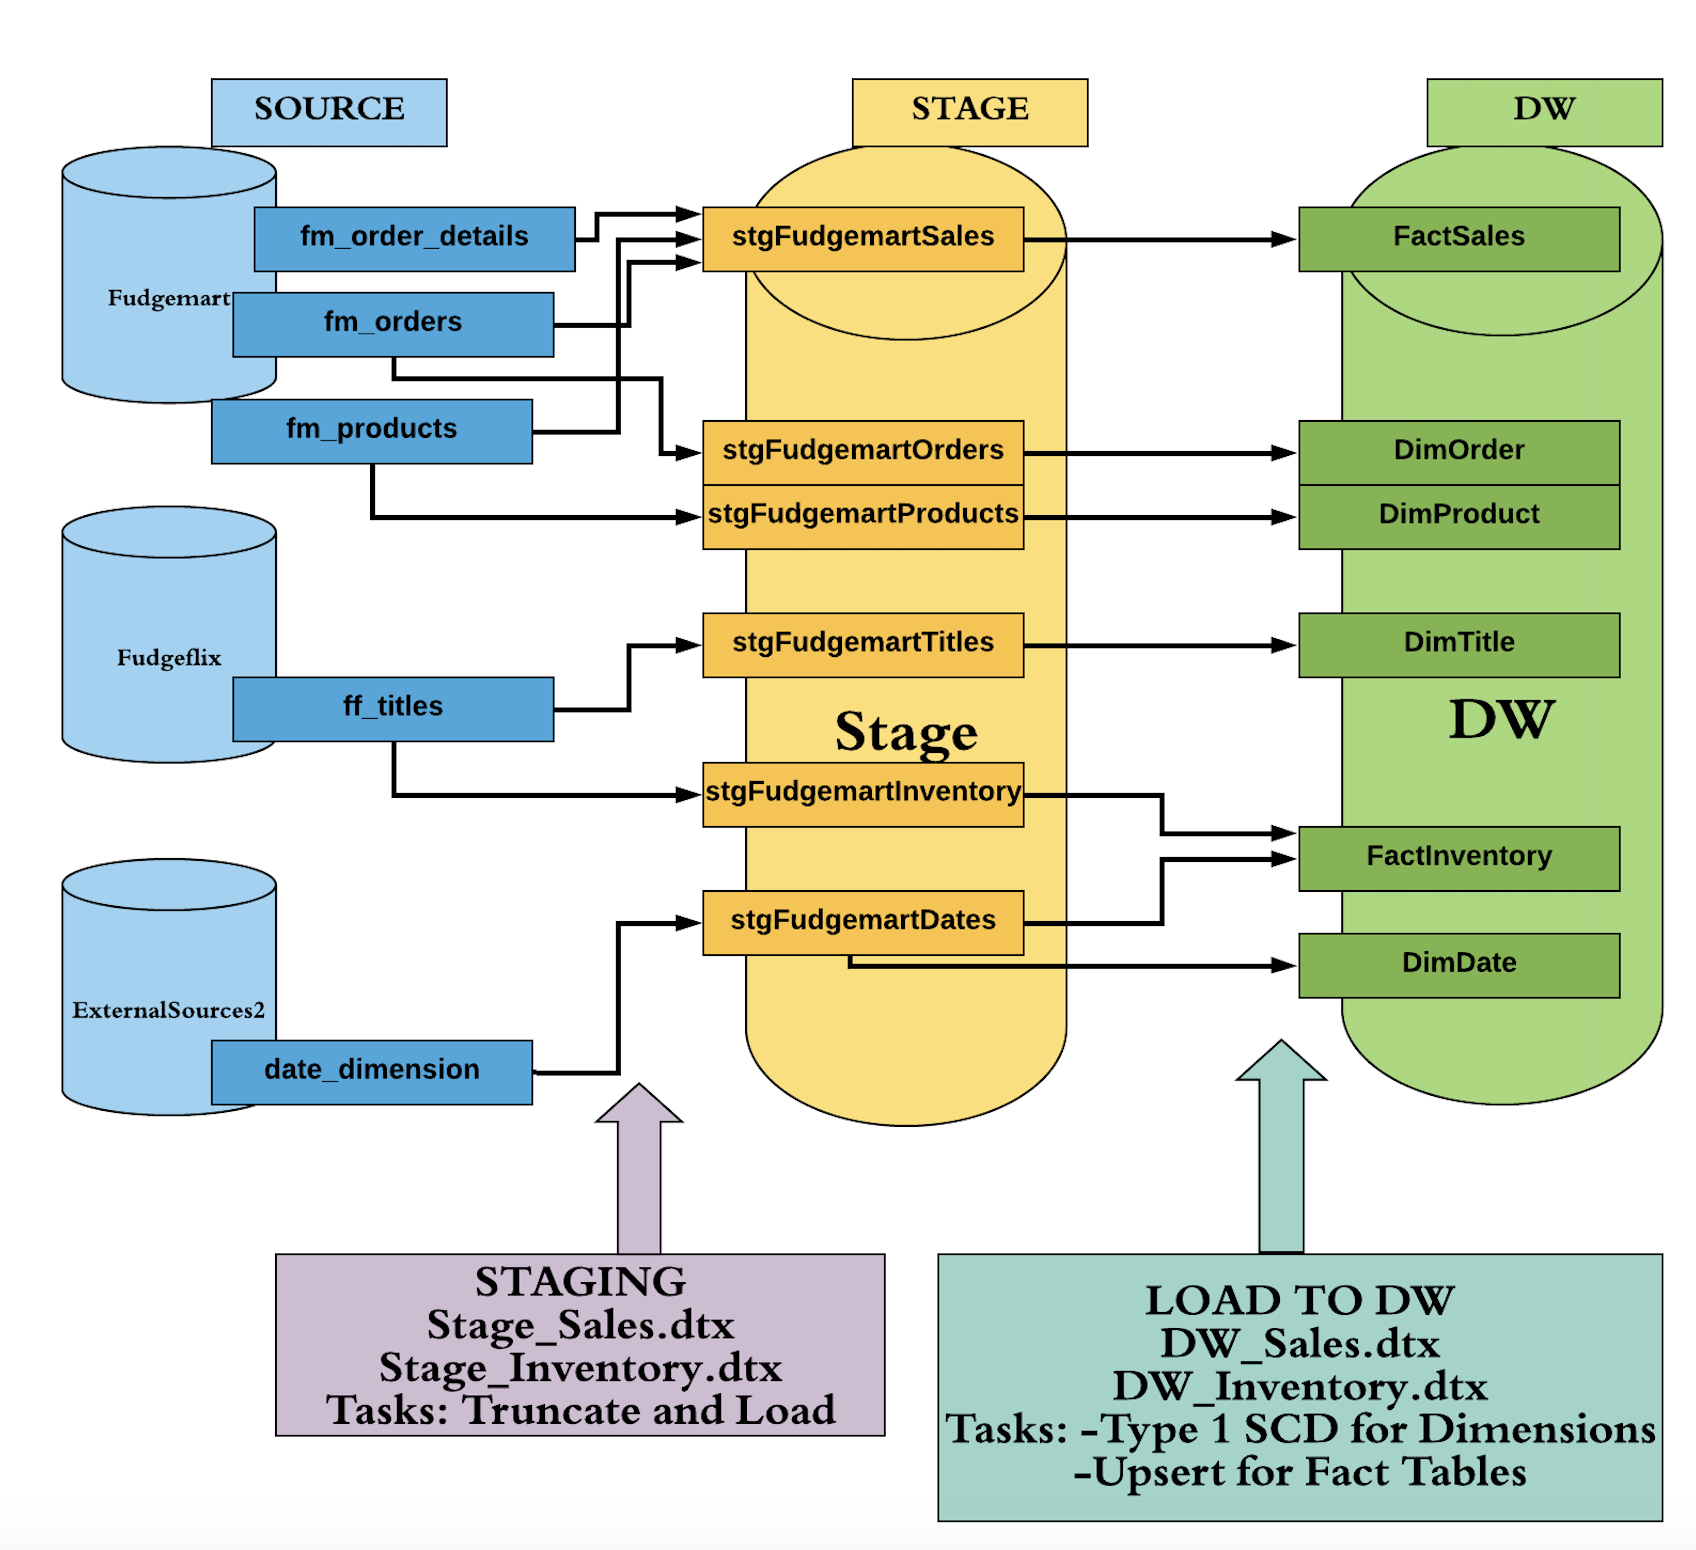 SOURCE
STAGE
DW
fm_order_details
stgFudgemartSales
FactSales
Fudgemart
fm_orders
fm_products
stgFudgemartOrders
DimOrder
stgFudgemartProducts
DimProduct
Fudgeflix
stgFudgemartTitles
DimTitle
ff_titles
Stage
DW
stgFudgemartInventory
FactInventory
stgFudgemartDates
DimDate
ExternalSources2
date_dimension
STAGING
Stage_Sales.dtx
Stage_Inventory.dtx
Tasks: Truncate and Load
LOAD TO DW
DW_Sales.dtx
DW_Inventory.dtx
Tasks: -Type 1 SCD for Dimensions
-Upsert for Fact Tables